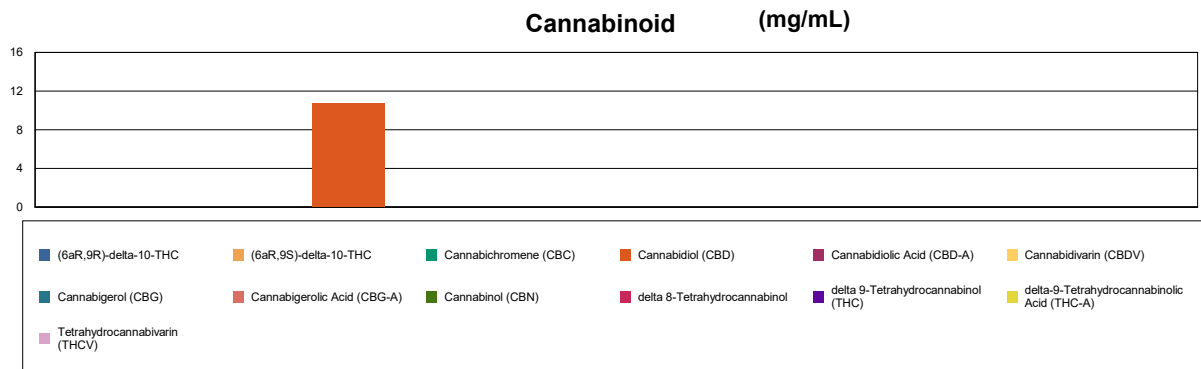 Cannabinoid (mg/mL)
16
12
8
4
0
(6aR,9R)-delta-10-THC
(6aR,9S)-delta-10-THC
Cannabichromene (CBC)
Cannabidiol (CBD)
Cannabidiolic Acid (CBD-A)
Cannabidivarin (CBDV)
Cannabigerol (CBG)
Cannabigerolic Acid (CBG-A)
Cannabinol (CBN)
delta 8-Tetrahydrocannabinol
delta 9-Tetrahydrocannabinol
(THC)
delta-9-Tetrahydrocannabinolic
Acid (THC-A)
Tetrahydrocannabivarin
(THCV)